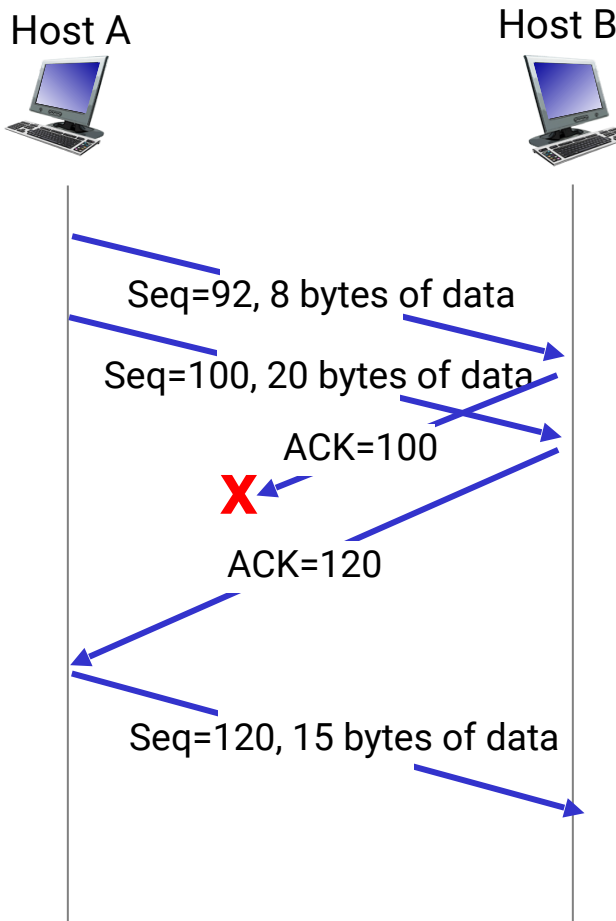 Host A
Host B
Seq=92, 8 bytes of data
Seq=100, 20 bytes of data
ACK=100
X
ACK=120
Seq=120, 15 bytes of data